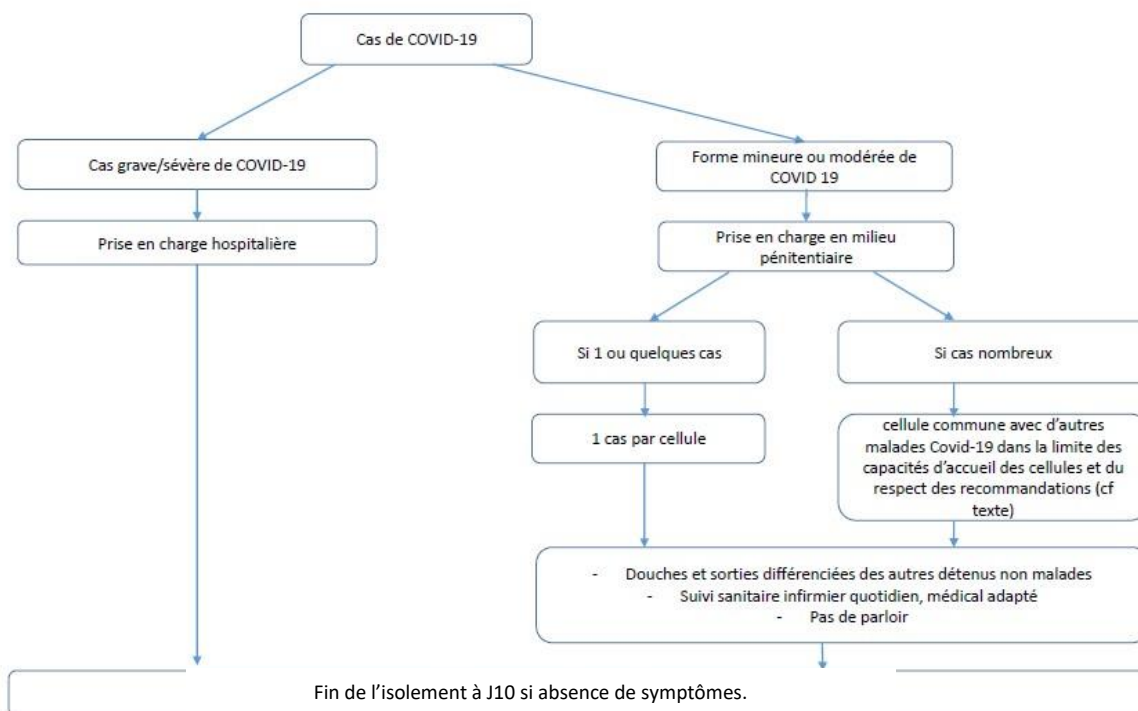 Cas de COVID-19
Cas grave/sévère de COVID-19
Forme mineure ou modérée de
COVID 19
Prise en charge hospitalière
Prise en charge en milieu
pénitentiaire
Si 1 ou quelques cas
Si cas nombreux
1 cas par cellule
cellule commune avec d’autres
malades Covid-19 dans la limite des
capacités d’accueil des cellules et du
respect des recommandations (cf
texte)
- Douches et sorties différenciées des autres détenus non malades
- Suivi sanitaire infirmier quotidien, médical adapté
- Pas de parloir
Fin de l’isolement à J10 si absence de symptômes.